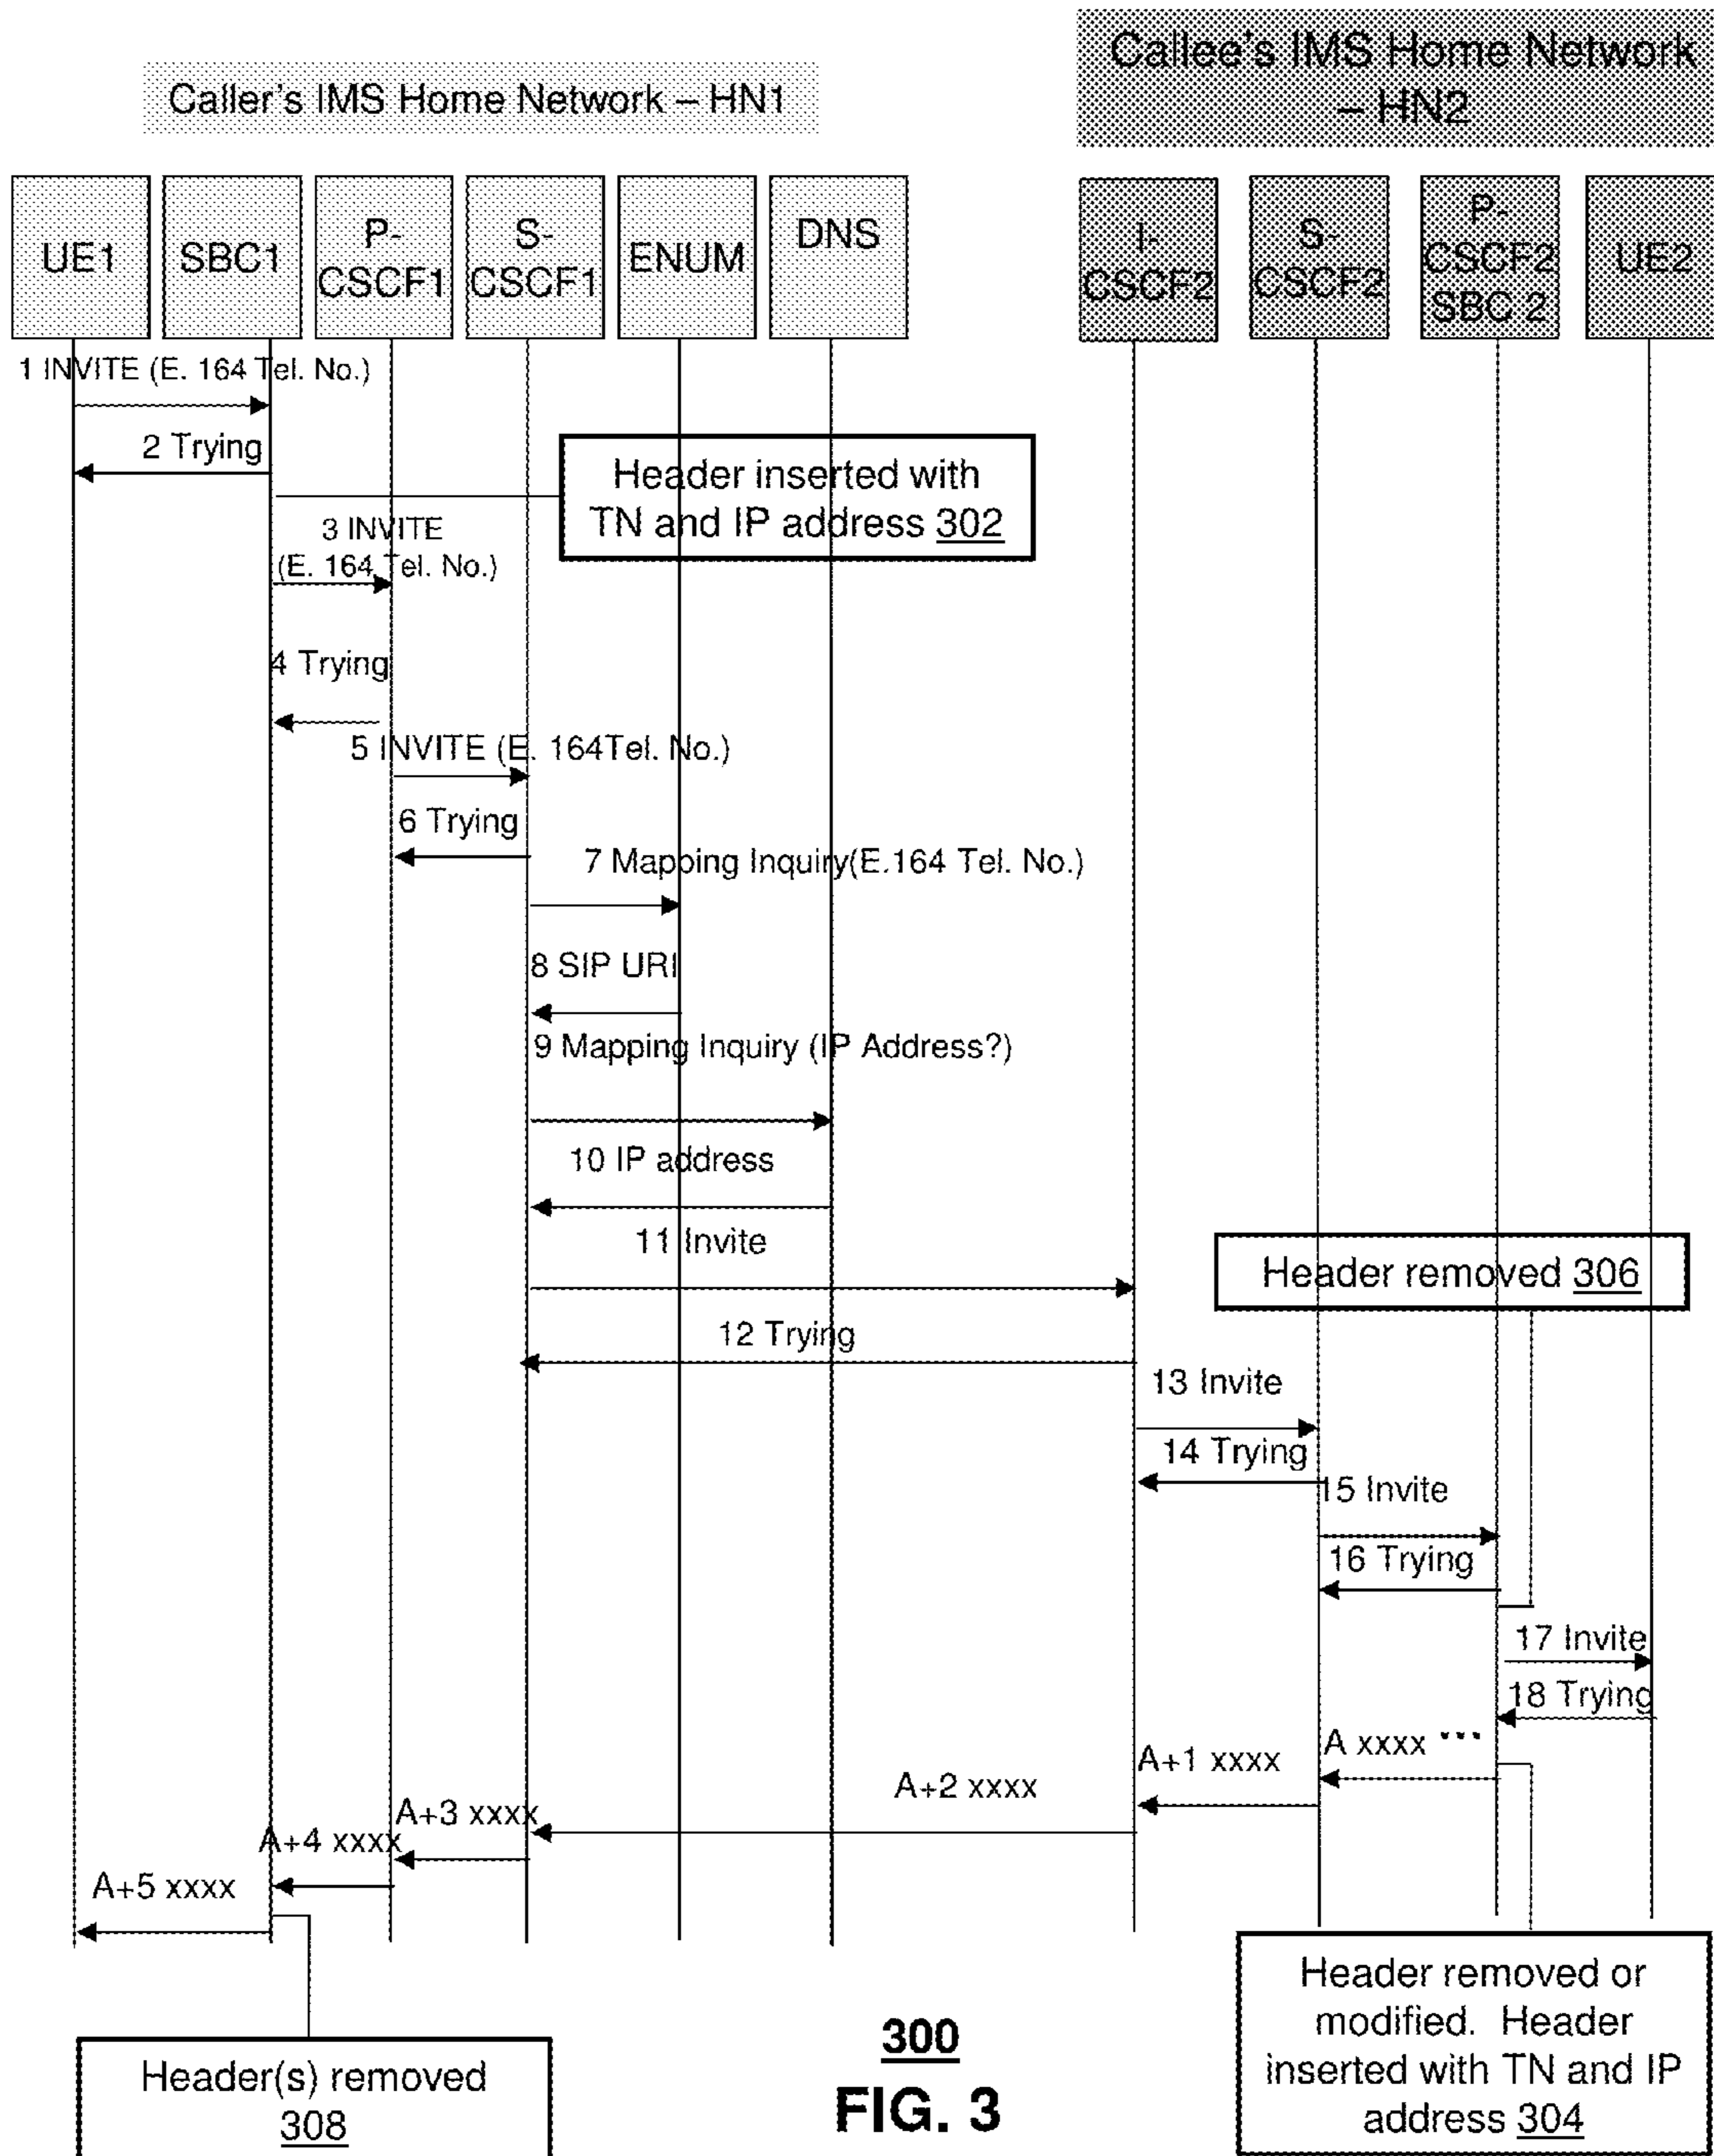 Caller's IMS Home Network – HN1
Callee's IMS Home Network
– HN2
UE1
SBC1
P-
CSCF1
S-
CSCF1
ENUM
DNS
I-
CSCF2
S-
CSCF2
P-
CSCF2
SBC 2
UE2
1 INVITE (E. 164 Tel. No.)
2 Trying
Header inserted with
TN and IP address 302
3 INVITE
(E. 164 Tel. No.)
4 Trying
5 INVITE (E. 164Tel. No.)
6 Trying
7 Mapping Inquiry(E.164 Tel. No.)
8 SIP URI
9 Mapping Inquiry (IP Address?)
10 IP address
11 Invite
Header removed 306
12 Trying
13 Invite
14 Trying
15 Invite
16 Trying
17 Invite
18 Trying
A xxxx ***
A+1 xxxx
A+2 xxxx
A+3 xxxx
A+4 xxxx
A+5 xxxx
Header removed or
modified. Header
inserted with TN and IP
address 304
Header(s) removed
308
300
FIG. 3